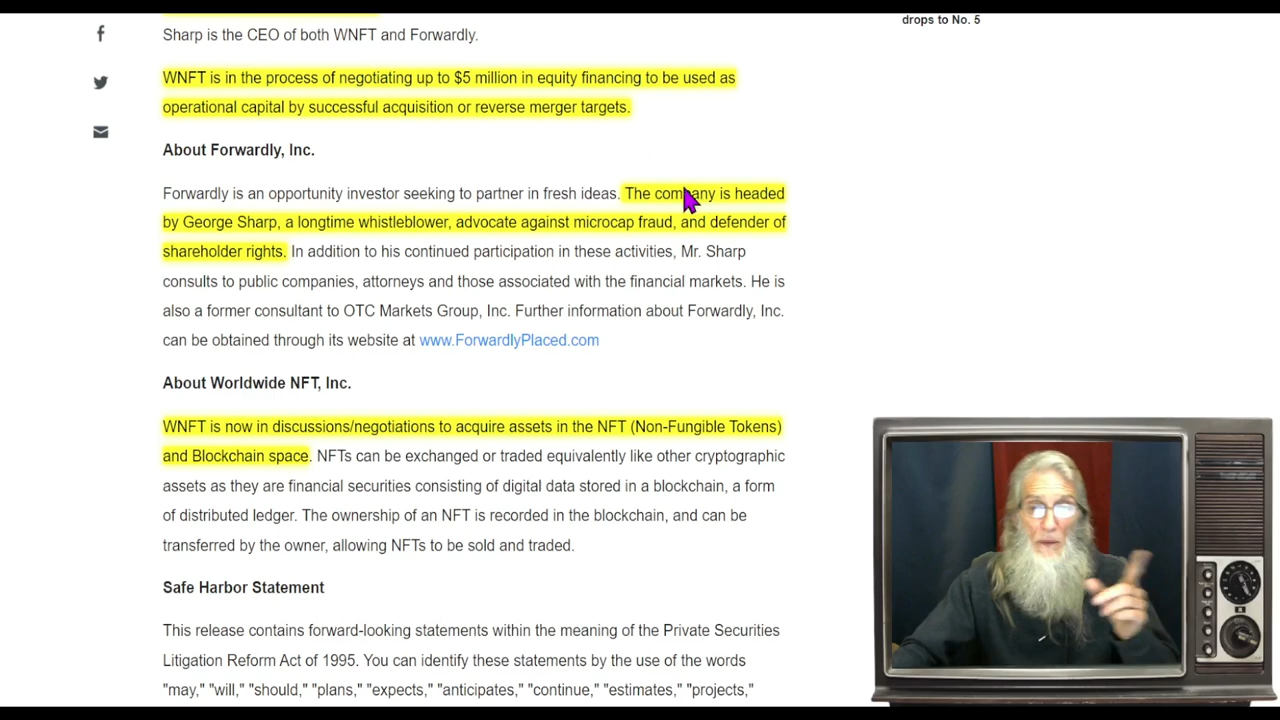 drops to No. 5
Sharp is the CEO of both WNFT and Forwardly.
WNFT is in the process of negotiating up to $5 million in equity financing to be used as
operational capital by successful acquisition or reverse merger targets.
About Forwardly, Inc.
Forwardly is an opportunity investor seeking to partner in fresh ideas. The company is headed
by George Sharp, a longtime whistleblower, advocate against microcap fraud, and defender of
shareholder rights. In addition to his continued participation in these activities, Mr. Sharp
consults to public companies, attorneys and those associated with the financial markets. He is
also a former consultant to OTC Markets Group, Inc. Further information about Forwardly, Inc.
can be obtained through its website at www.ForwardlyPlaced.com
About Worldwide NFT, Inc.
WNFT is now in discussions/negotiations to acquire assets in the NFT (Non-Fungible Tokens)
and Blockchain space. NFTs can be exchanged or traded equivalently like other cryptographic
assets as they are financial securities consisting of digital data stored in a blockchain, a form
of distributed ledger. The ownership of an NFT is recorded in the blockchain, and can be
transferred by the owner, allowing NFTs to be sold and traded.
Safe Harbor Statement
This release contains forward-looking statements within the meaning of the Private Securities
Litigation Reform Act of 1995. You can identify these statements by the use of the words
"may," "will," "should," "plans," "expects," "anticipates," "continue," "estimates," "projects,"